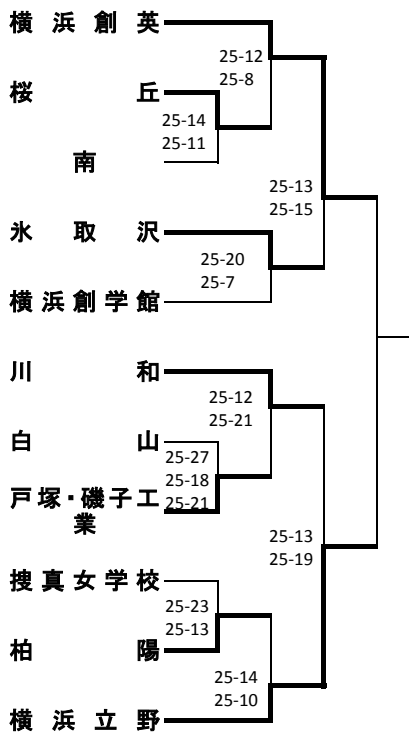 横浜創英
25-12
25-8
桜丘
25-14
25-11
南
25-13
25-15
氷取沢
25-20
25-7
横浜創学館
川和
25-12
25-21
白山
25-27
25-18
25-21
戸塚・磯子工
業
25-13
25-19
捜真女学校
25-23
25-13
柏陽
25-14
25-10
横浜立野